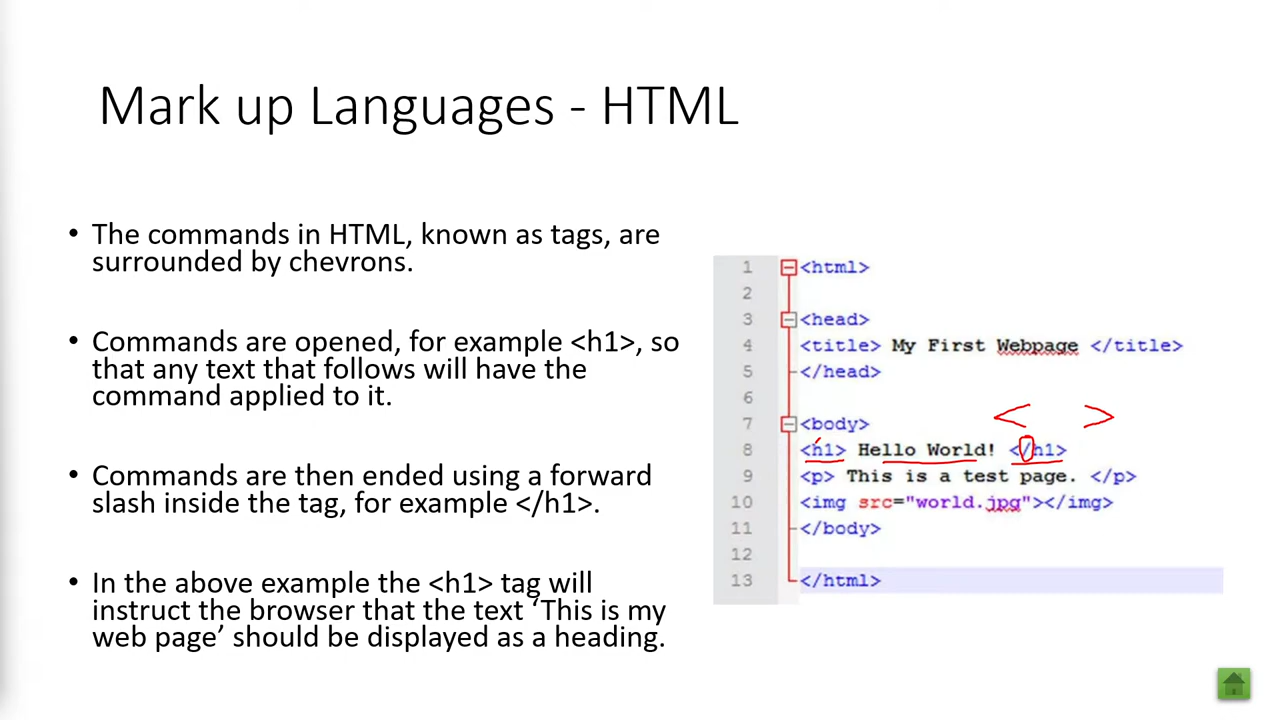 Mark up Languages - HTML
• The commands in HTML, known as tags, are
surrounded by chevrons.
• Commands are opened, for example <h1>, so
that any text that follows will have the
command applied to it.
• Commands are then ended using a forward
slash inside the tag, for example </h1>.
• In the above example the <h1> tag will
instruct the browser that the text ‘This is my
web page’ should be displayed as a heading.
1 <html>
2
3 <head>
4 <title> My First Webpage </title>
5 </head>
6
< >
7 <body>
8 <h1> Hello World! </h1>
9 <p> This is a test page. </p>
10 <img src="world.jpg"></img>
11 </body>
12
13 </html>